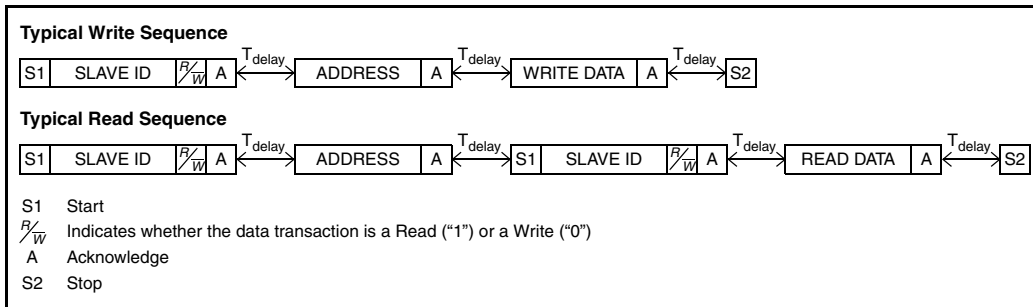 Typical Write Sequence
T delay T delay T delay
S1 SLAVE ID R/W A ADDRESS A WRITE DATA A S2
Typical Read Sequence
T delay T delay T delay T delay
S1 SLAVE ID R/W A ADDRESS A S1 SLAVE ID R/W A READ DATA A S2
S1 Start
R/W Indicates whether the data transaction is a Read (“1”) or a Write (“0”)
A Acknowledge
S2 Stop